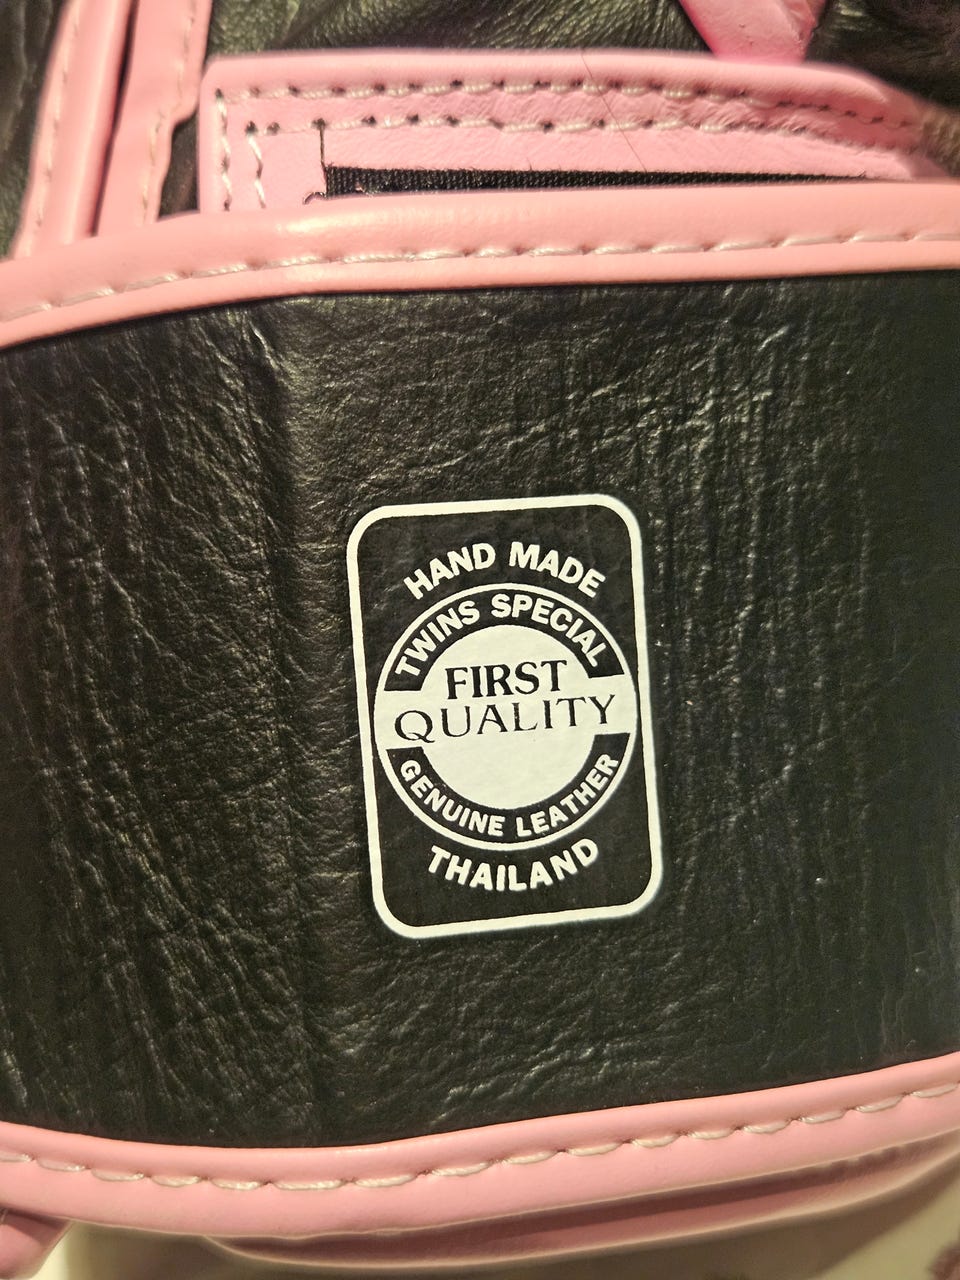 HAND MADE
TWINS SPECIAL
FIRST
QUALITY
GENUINE LEATHER
THAILAND